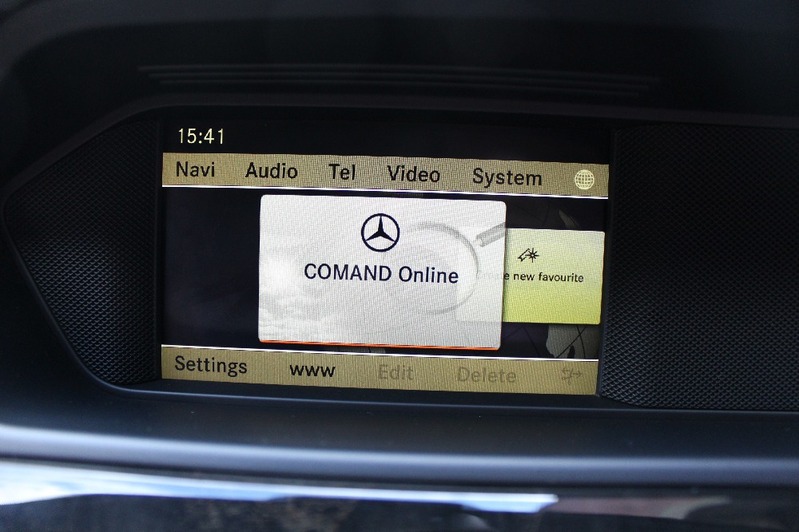 15:41
Navi Audio Tel Video System
COMAND Online
e new favourite
Settings www Edit Delete